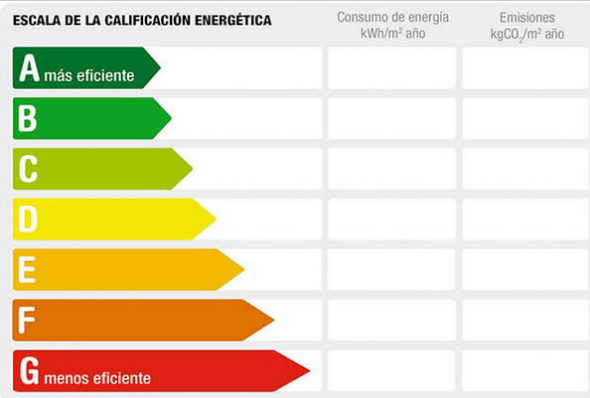 ESCALA DE LA CALIFICACIÓN ENERGÉTICA
Consumo de energía
kWh/m² año
Emisiones
kgCO₂/m² año
A más eficiente
B
C
D
E
F
G menos eficiente